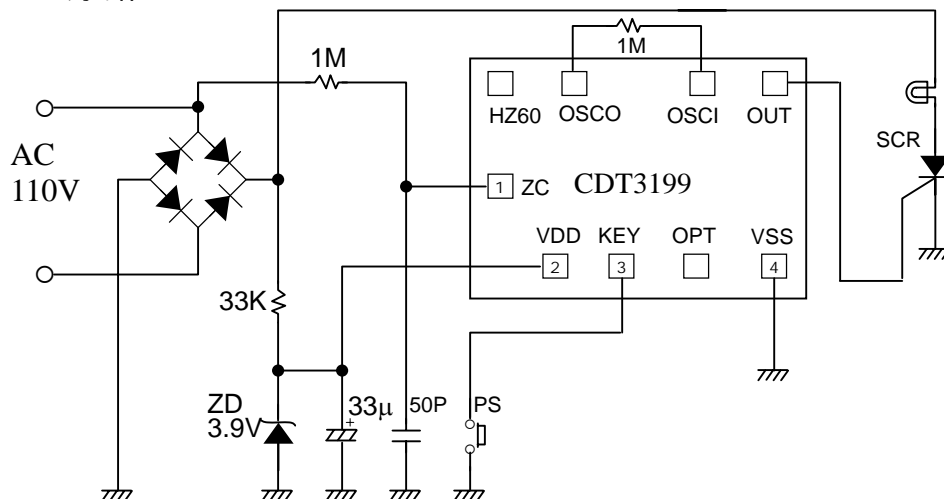 1M
1M
HZ60
OSCO
OSCI
OUT
SCR
AC
110V
1
ZC
CDT3199
VDD
KEY
OPT
VSS
2
3
4
33K
ZD
3.9V
33μ
+
50P
PS